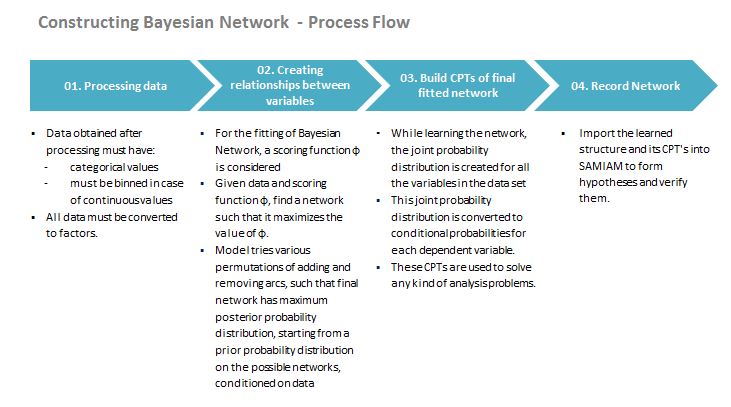 Constructing Bayesian Network - Process Flow
01. Processing data
02. Creating
relationships between
variables
03. Build CPTs of final
fitted network
04. Record Network
▪ Data obtained after
processing must have:
- categorical values
- must be binned in case
of continuous values
▪ All data must be converted
to factors.
▪ For the fitting of Bayesian
Network, a scoring function ϕ
is considered
▪ Given data and scoring
function ϕ, find a network
such that it maximizes the
value of ϕ.
▪ Model tries various
permutations of adding and
removing arcs, such that final
network has maximum
posterior probability
distribution, starting from a
prior probability distribution
on the possible networks,
conditioned on data
▪ While learning the network,
the joint probability
distribution is created for all
the variables in the data set
▪ This joint probability
distribution is converted to
conditional probabilities for
each dependent variable.
▪ These CPTs are used to solve
any kind of analysis problems.
▪ Import the learned
structure and its CPT's into
SAMIAM to form
hypotheses and verify
them.